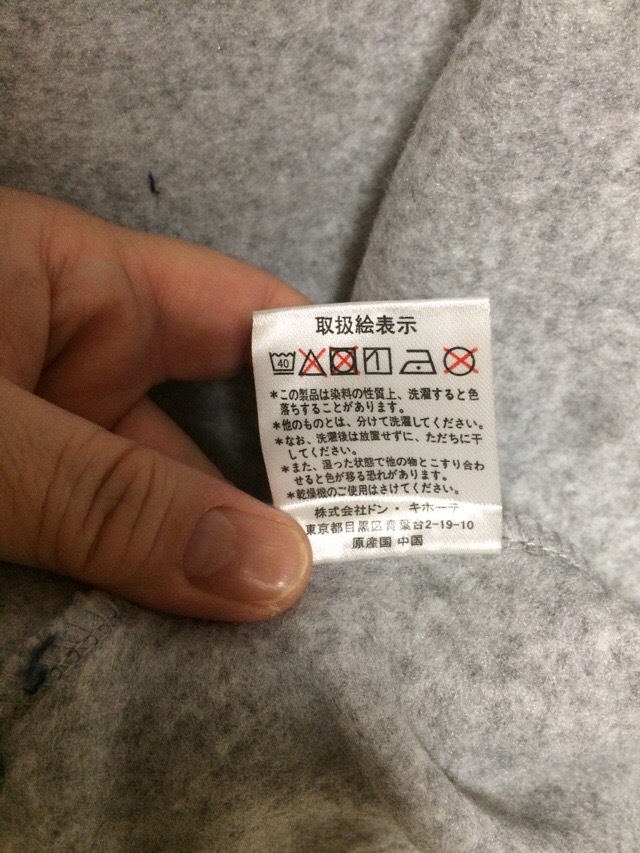 取扱絵表示
40
*この製品は染料の性質上、洗濯すると色
落ちすることがあります。
*他のものとは、分けて洗濯してください。
*なお、洗濯後は放置せずに、ただちに干
してください。
*また、湿った状態で他の物とこすり合わ
せると色が移る恐れがあります。
*乾燥機のご使用はさけてください。
株式会社ドン・キホーテ
東京都目黒区青葉台2-19-10
原産国 中国